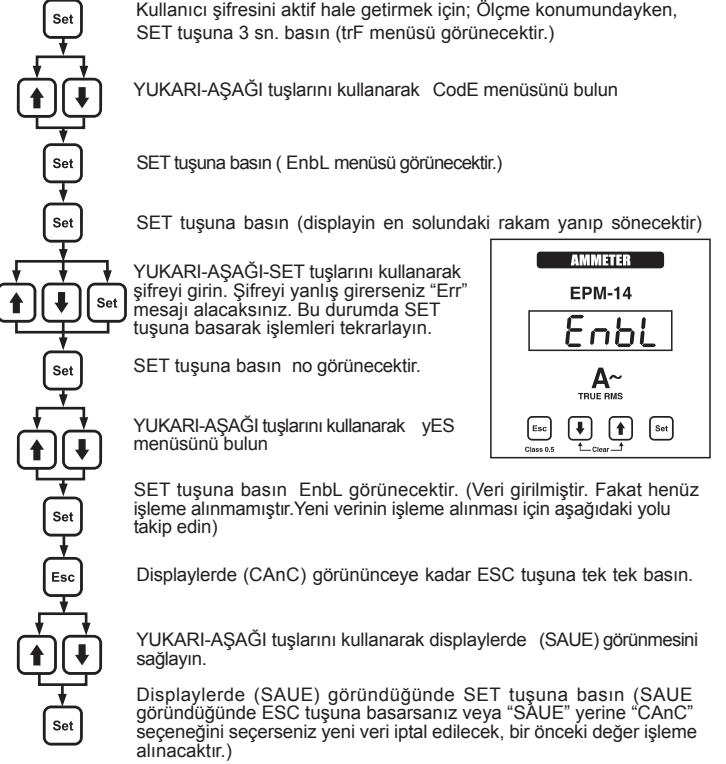 Set
Kullanıcı şifresini aktif hale getirmek için; Ölçme konumundayken,
SET tuşuna 3 sn. basın (trF menüsü görünecektir.)
YUKARI-AŞAĞI tuşlarını kullanarak CodE menüsünü bulun
Set
SET tuşuna basın ( EnbL menüsü görünecektir.)
Set
SET tuşuna basın (displayin en solundaki rakam yanıp sönecektir)
Set
YUKARI-AŞAĞI-SET tuşlarını kullanarak
şifreyi girin. Şifreyi yanlış girerseniz “Err”
mesajı alacaksınız. Bu durumda SET
tuşuna basarak işlemleri tekrarlayın.
AMMETER
EPM-14
EnbL
A~
TRUE RMS
Esc
Set
Class 0.5
Clear
Set
SET tuşuna basın no görünecektir.
YUKARI-AŞAĞI tuşlarını kullanarak yES
menüsünü bulun
Set
SET tuşuna basın EnbL görünecektir. (Veri girilmiştir. Fakat henüz
işleme alınmamıştır.Yeni verinin işleme alınması için aşağıdaki yolu
takip edin)
Esc
Displaylerde (CAnC) görününceye kadar ESC tuşuna tek tek basın.
YUKARI-AŞAĞI tuşlarını kullanarak displaylerde (SAUE) görünmesini
sağlayın.
Set
Displaylerde (SAUE) göründüğünde SET tuşuna basın (SAUE
göründüğünde ESC tuşuna basarsanız veya “SAUE” yerine “CAnC”
seçeneğini seçerseniz yeni veri iptal edilecek, bir önceki değer işleme
alınacaktır.)